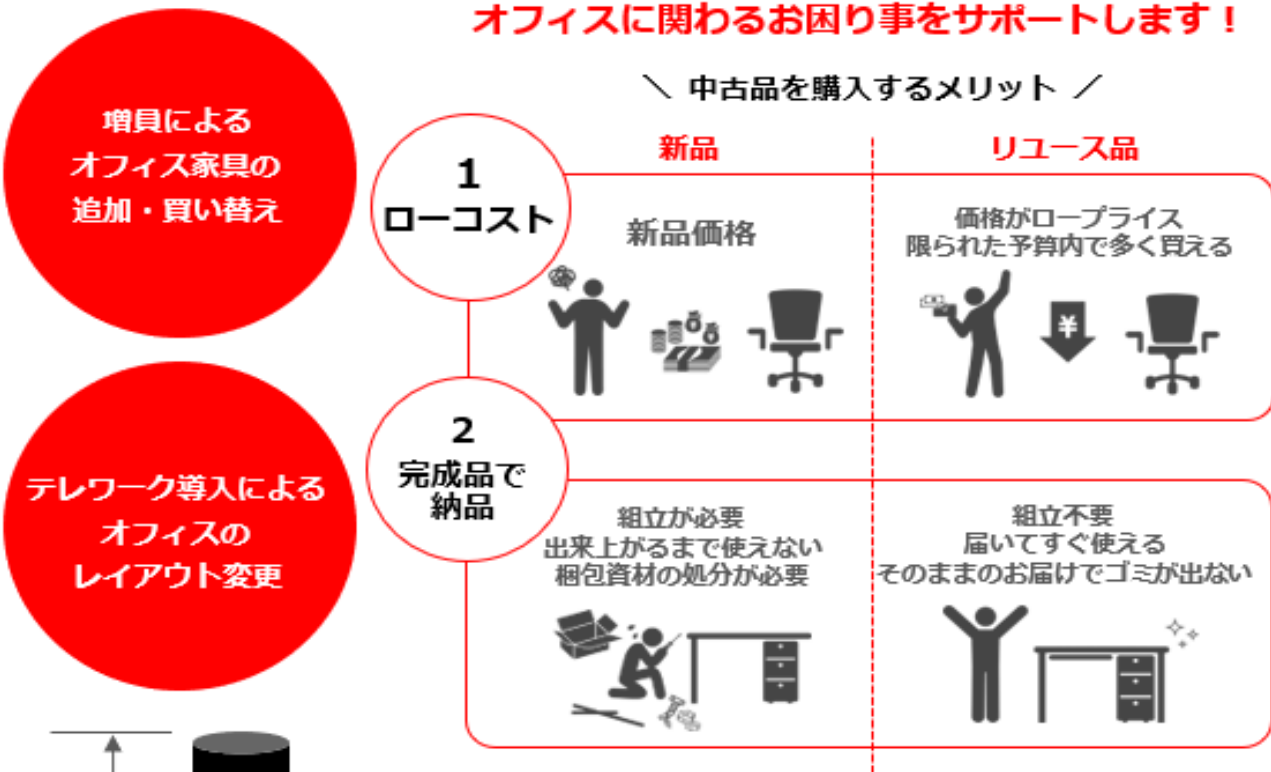 オフィスに関わるお困り事をサポートします！
増員による
オフィス家具の
追加・買い替え
テレワーク導入による
オフィスの
レイアウト変更
＼ 中古品を購入するメリット ／
新品
リユース品
1
ローコスト
新品価格
価格がロープライス
限られた予算内で多く買える
¥
2
完成品で
納品
組立が必要
出来上がるまで使えない
梱包資材の処分が必要
組立不要
届いてすぐ使える
そのままのお届けでゴミが出ない